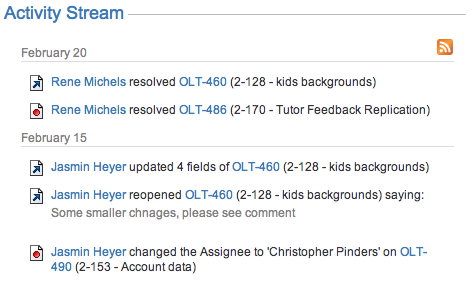 Activity Stream
February 20
Rene Michels resolved OLT-460 (2-128 - kids backgrounds)
Rene Michels resolved OLT-486 (2-170 - Tutor Feedback Replication)
February 15
Jasmin Heyer updated 4 fields of OLT-460 (2-128 - kids backgrounds)
Jasmin Heyer reopened OLT-460 (2-128 - kids backgrounds) saying:
Some smaller chnages, please see comment
Jasmin Heyer changed the Assignee to 'Christopher Pinders' on OLT-
490 (2-153 - Account data)